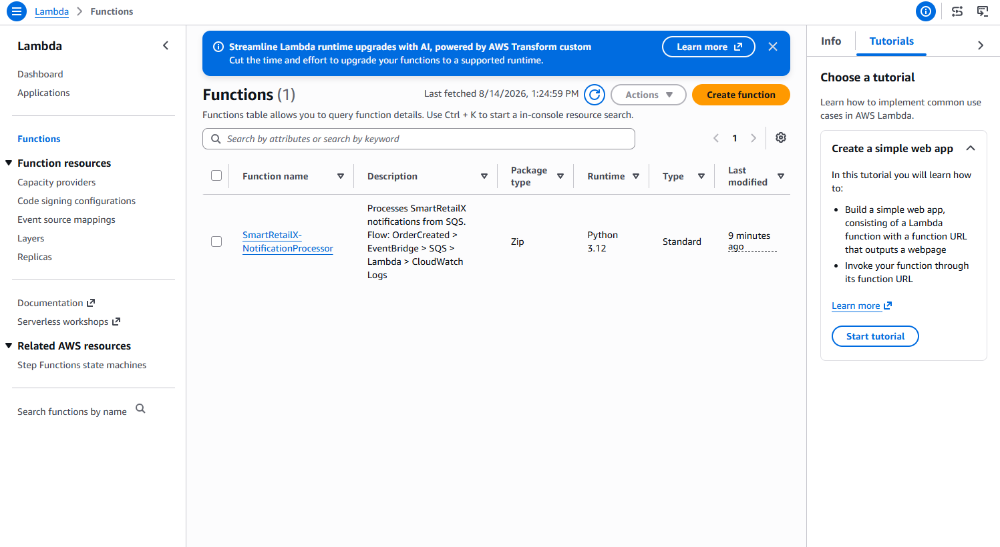 Lambda > Functions
Lambda
Dashboard
Applications
Functions
Function resources
Capacity providers
Code signing configurations
Event source mappings
Layers
Replicas
Documentation
Serverless workshops
Related AWS resources
Step Functions state machines
Search functions by name
Streamline Lambda runtime upgrades with AI, powered by AWS Transform custom
Cut the time and effort to upgrade your functions to a supported runtime.
Learn more
Functions (1)
Last fetched 8/14/2026, 1:24:59 PM
Actions
Create function
Functions table allows you to query function details. Use Ctrl + K to start a in-console resource search.
Search by attributes or search by keyword
1
Function name
Description
Package
type
Runtime
Type
Last
modified
SmartRetailX-
NotificationProcessor
Processes SmartRetailX
notifications from SQS.
Flow: OrderCreated >
EventBridge > SQS >
Lambda > CloudWatch
Logs
Zip
Python
3.12
Standard
9 minutes
ago
Info
Tutorials
Choose a tutorial
Learn how to implement common use
cases in AWS Lambda.
Create a simple web app
In this tutorial you will learn how
to:
• Build a simple web app,
consisting of a Lambda
function with a function URL
that outputs a webpage
• Invoke your function through
its function URL
Learn more
Start tutorial